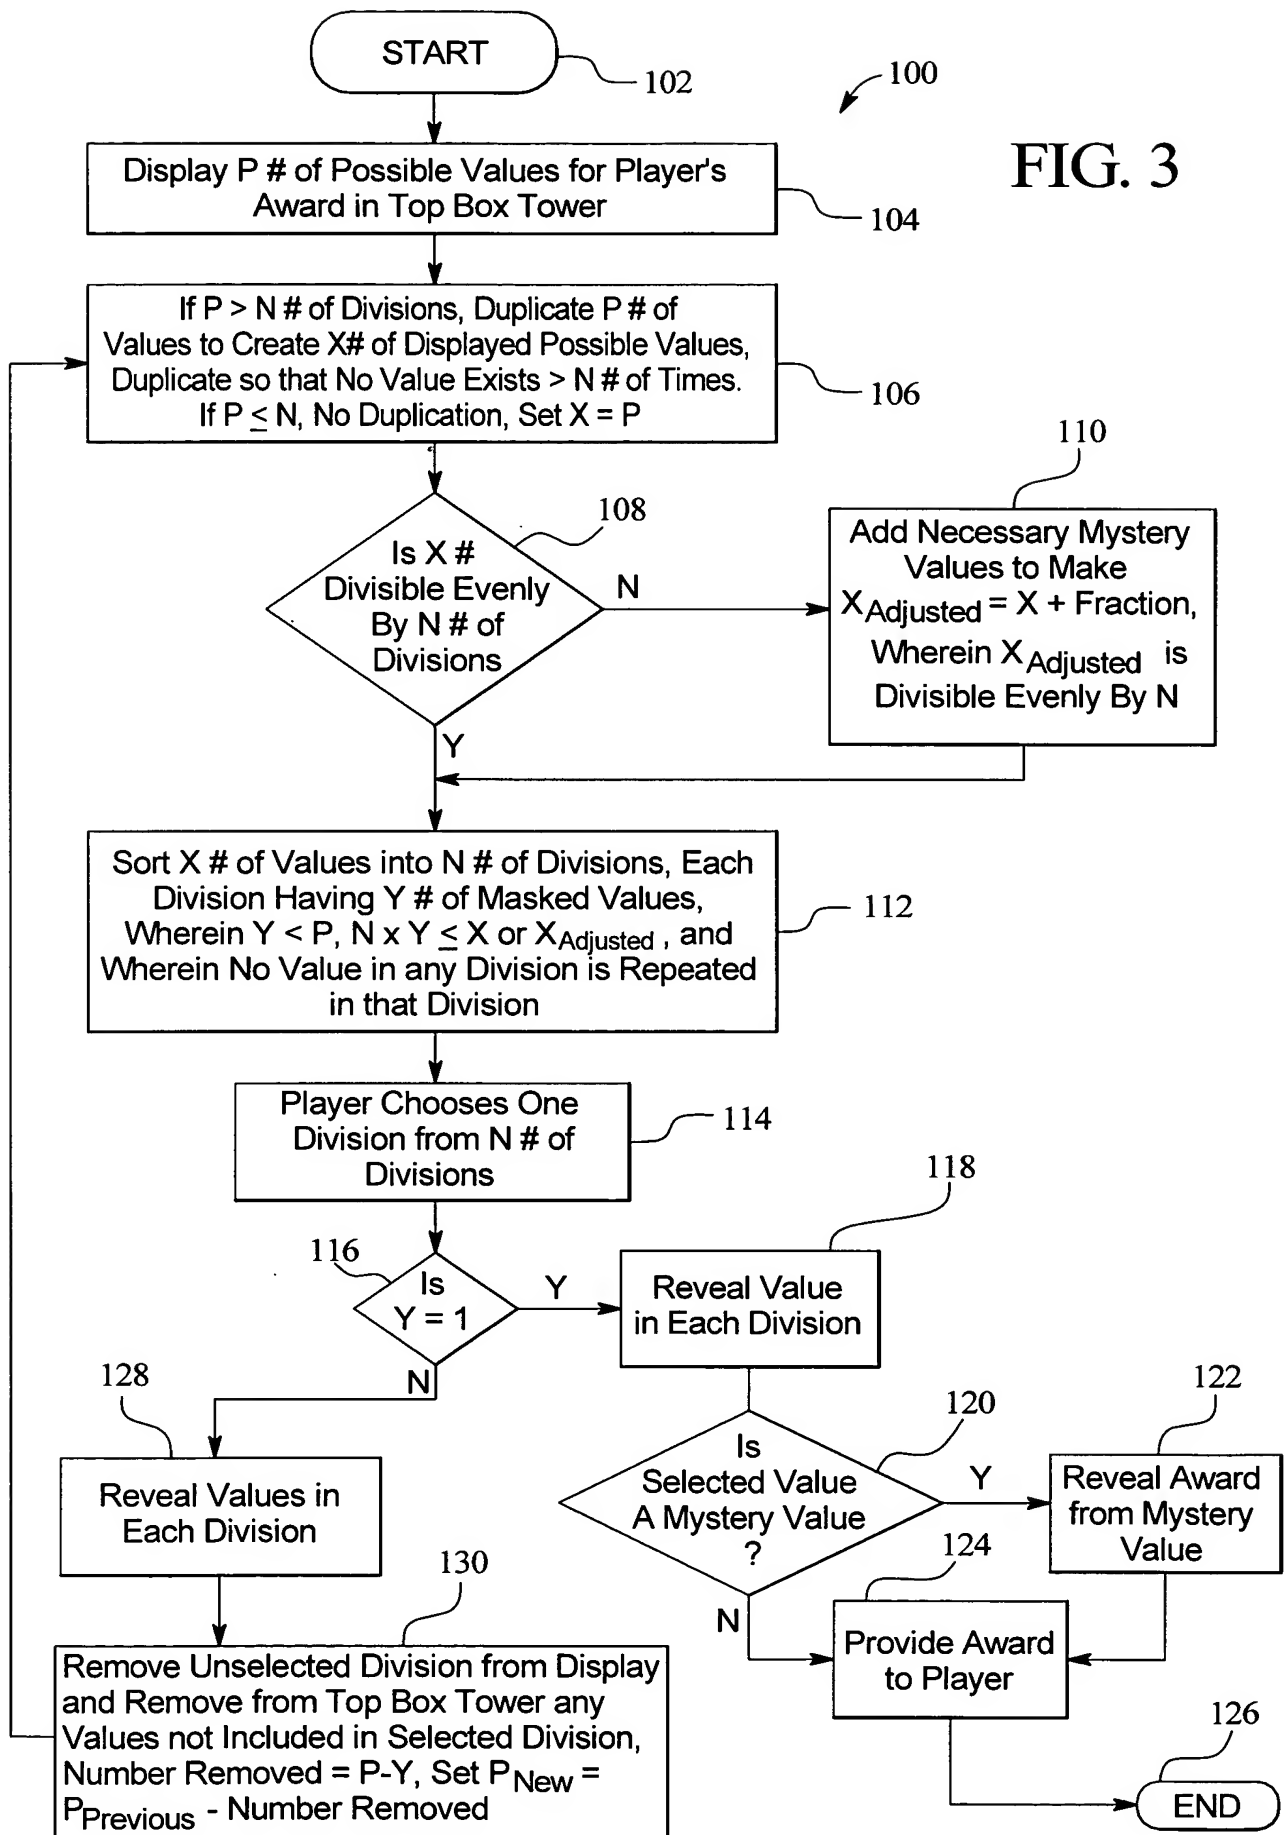 START
102
100
FIG. 3
Display P # of Possible Values for Player's
Award in Top Box Tower
104
If P > N # of Divisions, Duplicate P # of
Values to Create X# of Displayed Possible Values,
Duplicate so that No Value Exists > N # of Times.
If P ≤ N, No Duplication, Set X = P
106
108
Is X #
Divisible Evenly
By N # of
Divisions
N
Y
110
Add Necessary Mystery
Values to Make
X Adjusted = X + Fraction,
Wherein X Adjusted is
Divisible Evenly By N
Sort X # of Values into N # of Divisions, Each
Division Having Y # of Masked Values,
Wherein Y < P, N x Y ≤ X or X Adjusted , and
Wherein No Value in any Division is Repeated
in that Division
112
Player Chooses One
Division from N # of
Divisions
114
116
Is
Y = 1
Y
N
118
Reveal Value
in Each Division
120
Is
Selected Value
A Mystery Value
?
Y
N
122
Reveal Award
from Mystery
Value
124
Provide Award
to Player
126
END
128
Reveal Values in
Each Division
130
Remove Unselected Division from Display
and Remove from Top Box Tower any
Values not Included in Selected Division,
Number Removed = P-Y, Set P New =
P Previous - Number Removed